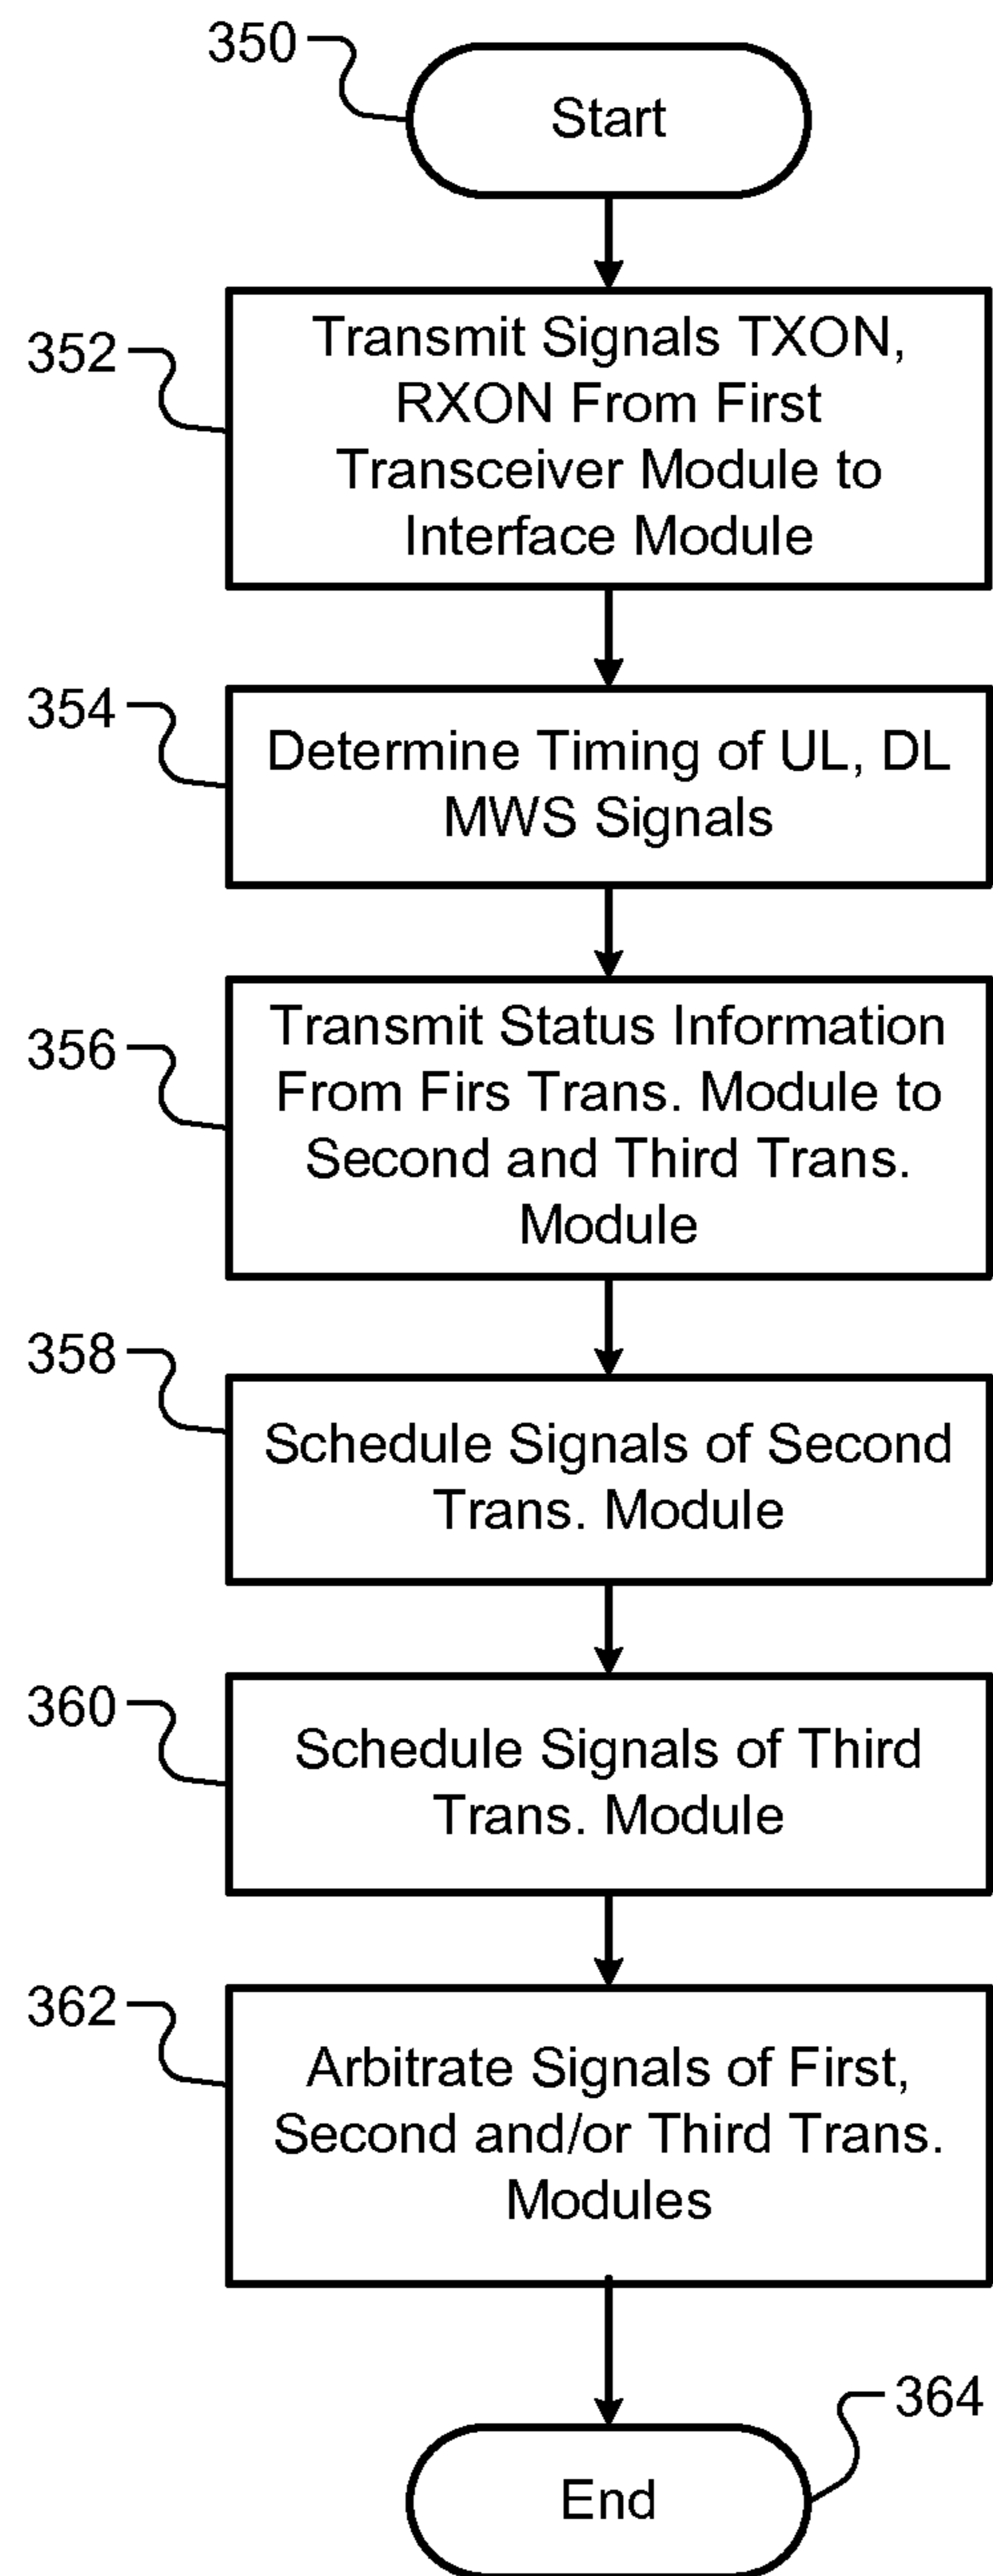 350
Start
352
Transmit Signals TXON,
RXON From First
Transceiver Module to
Interface Module
354
Determine Timing of UL, DL
MWS Signals
356
Transmit Status Information
From Firs Trans. Module to
Second and Third Trans.
Module
358
Schedule Signals of Second
Trans. Module
360
Schedule Signals of Third
Trans. Module
362
Arbitrate Signals of First,
Second and/or Third Trans.
Modules
364
End